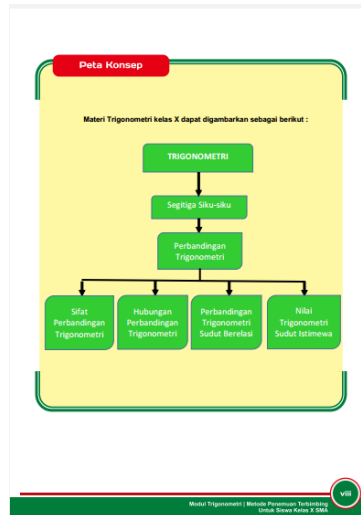 Peta Konsep
Materi Trigonometri kelas X dapat digambarkan sebagai berikut :
TRIGONOMETRI
Segitiga Siku-siku
Perbandingan
Trigonometri
Sifat
Perbandingan
Trigonometri
Hubungan
Perbandingan
Trigonometri
Perbandingan
Trigonometri
Sudut Berelasi
Nilai
Trigonometri
Sudut Istimewa
viii
Modul Trigonometri | Metode Penemuan Terbimbing
Untuk Siswa Kelas X SMA